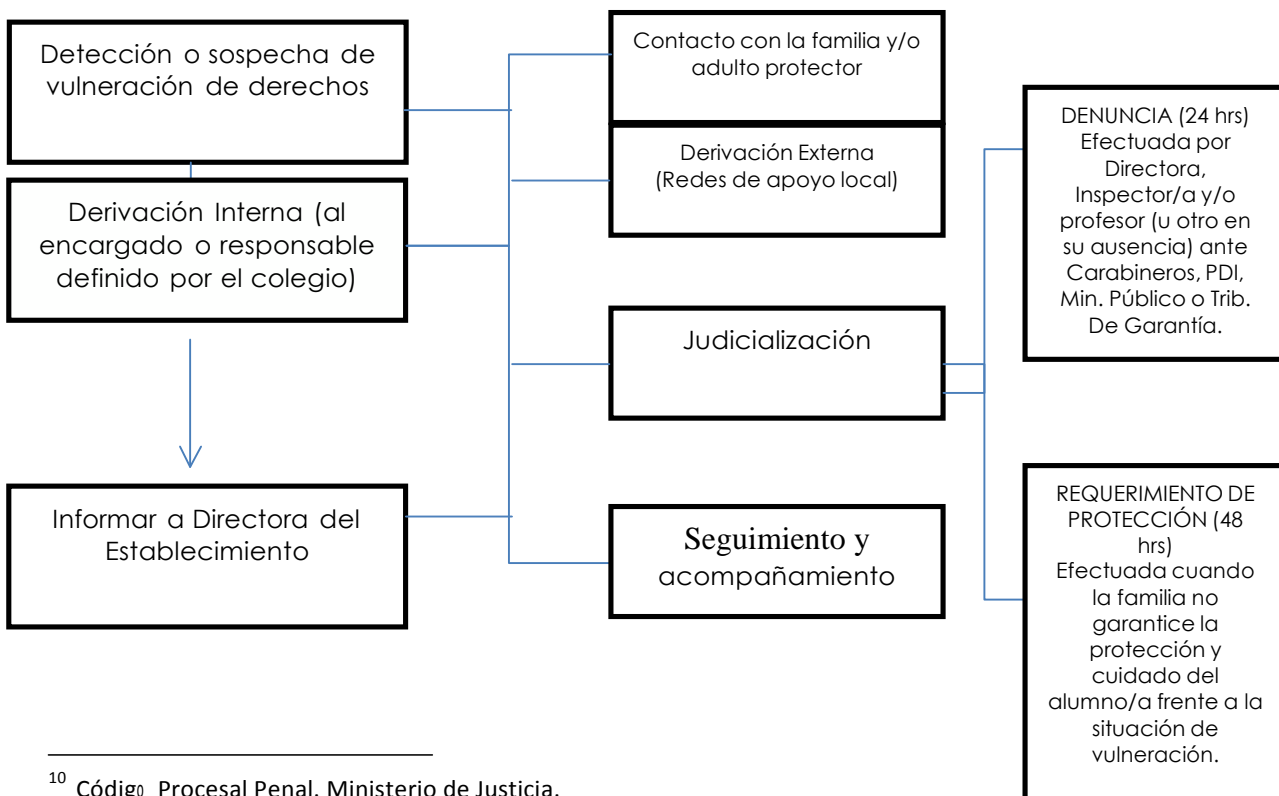 Detección o sospecha de
vulneración de derechos
Derivación Interna (al
encargado o responsable
definido por el colegio)
Informar a Directora del
Establecimiento
Contacto con la familia y/o
adulto protector
Derivación Externa
(Redes de apoyo local)
Judicialización
Seguimiento y
acompañamiento
DENUNCIA (24 hrs)
Efectuada por
Directora,
Inspector/a y/o
profesor (u otro en
su ausencia) ante
Carabineros, PDI,
Min. Público o Trib.
De Garantía.
REQUERIMIENTO DE
PROTECCIÓN (48
hrs)
Efectuada cuando
la familia no
garantice la
protección y
cuidado del
alumno/a frente a la
situación de
vulneración.
10 Código Procesal Penal. Ministerio de Justicia.